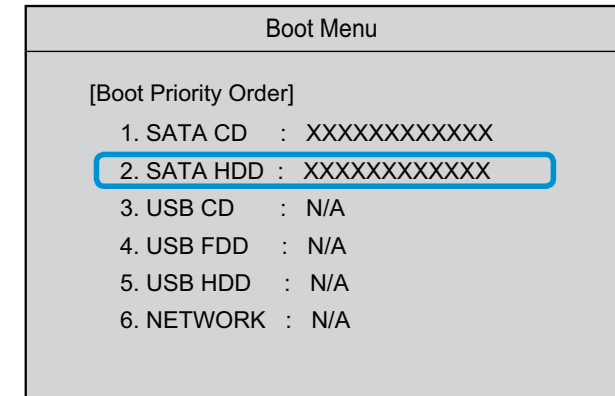 Boot Menu
[Boot Priority Order]
1. SATA CD : XXXXXXXXXXXX
2. SATA HDD : XXXXXXXXXXXX
3. USB CD : N/A
4. USB FDD : N/A
5. USB HDD : N/A
6. NETWORK : N/A